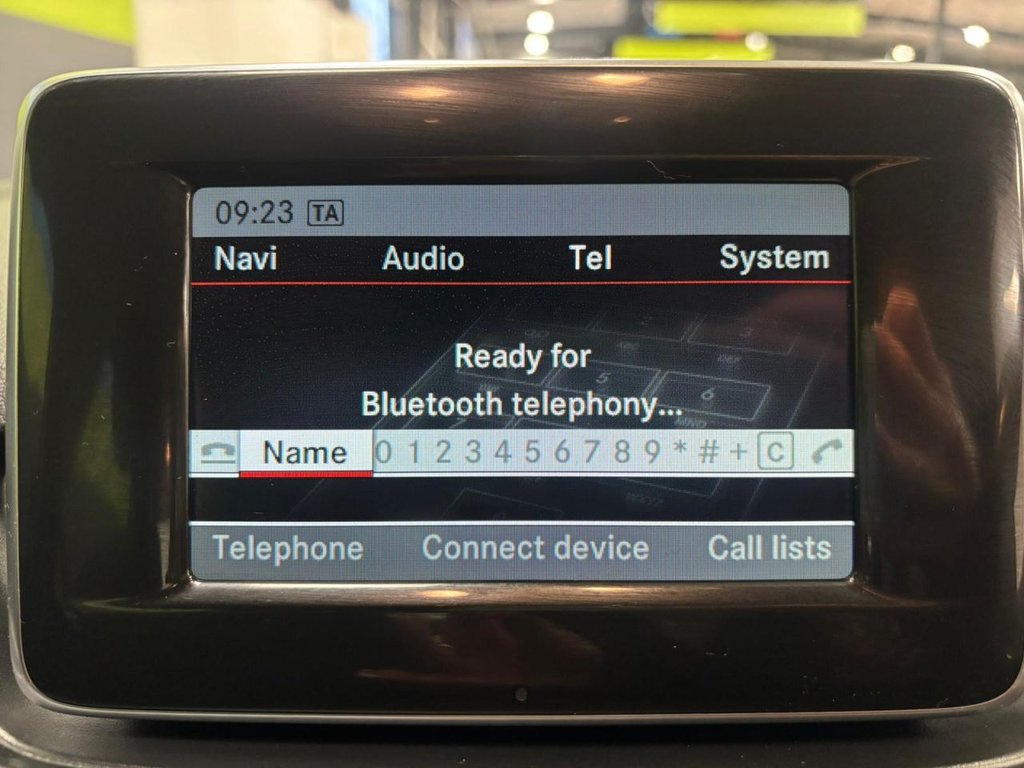 09:23 TA
Navi Audio Tel System
Ready for
Bluetooth telephony...
Name 0 1 2 3 4 5 6 7 8 9 * # + C
Telephone Connect device Call lists